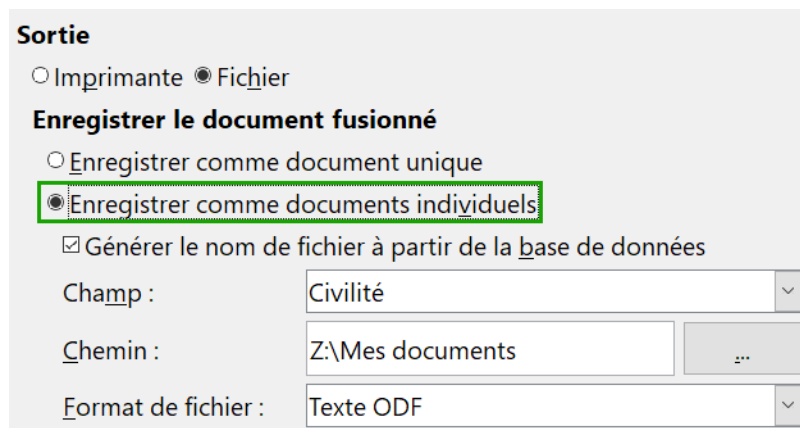 Sortie
Imprimante Fichier
Enregistrer le document fusionné
Enregistrer comme document unique
Enregistrer comme documents individuels
Générer le nom de fichier à partir de la base de données
Champ : Civilité
Chemin : Z:\Mes documents ...
Format de fichier : Texte ODF